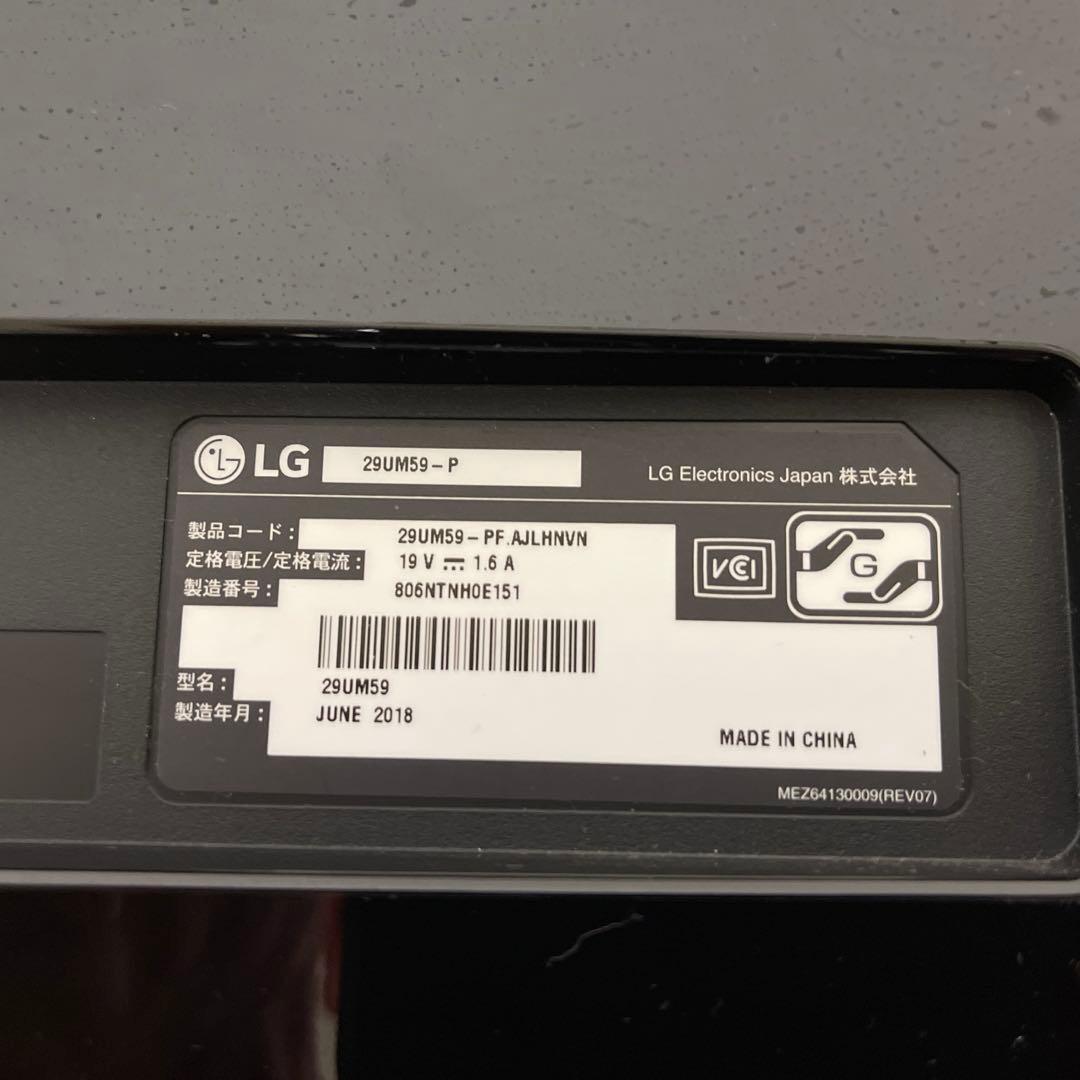 LG 29UM59-P
LG Electronics Japan 株式会社
製品コード: 29UM59-PF.AJLHNVN
定格電圧/定格電流: 19 V ⎓ 1.6 A
製造番号: 806NTNH0E151
VCI
G
型名: 29UM59
製造年月: JUNE 2018
MADE IN CHINA
MEZ64130009(REV07)